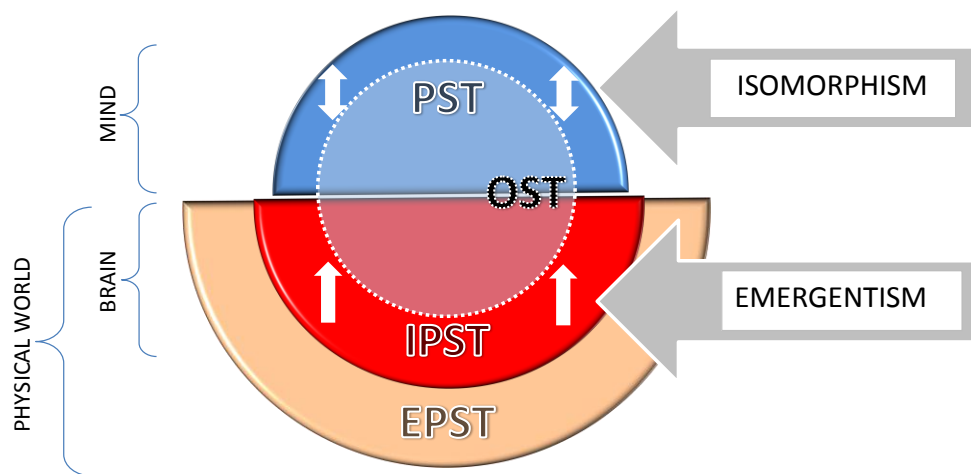 MIND
PST
ISOMORPHISM
OST
PHYSICAL WORLD
BRAIN
EMERGENTISM
IPST
EPST